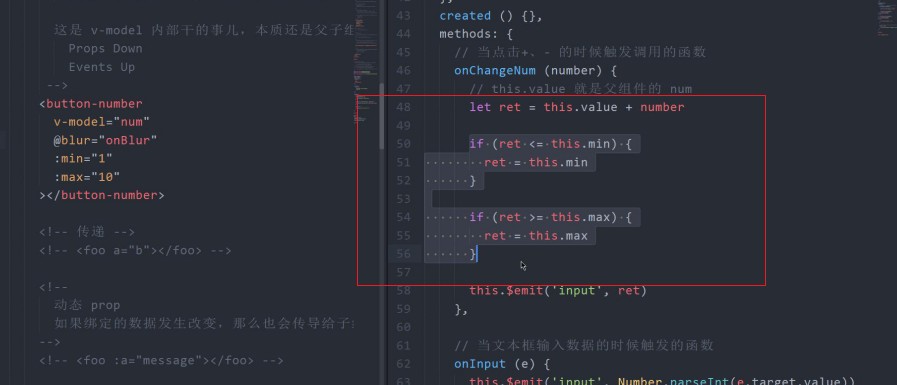 这是 v-model 内部干的事儿，本质还是父子组
Props Down
Events Up
-->
<button-number
v-model="num"
@blur="onBlur"
:min="1"
:max="10"
></button-number>
<!-- 传递 -->
<!-- <foo a="b"></foo> -->
<!--
动态 prop
如果绑定的数据发生改变，那么也会传导给子
-->
<!-- <foo :a="message"></foo> -->
43 created () {},
44 methods: {
45 // 当点击+、- 的时候触发调用的函数
46 onChangeNum (number) {
47 // this.value 就是父组件的 num
48 let ret = this.value + number
49
50 if (ret <= this.min) {
51 ret = this.min
52 }
53
54 if (ret >= this.max) {
55 ret = this.max
56 }
57
58 this.$emit('input', ret)
59 },
60
61 // 当文本框输入数据的时候触发的函数
62 onInput (e) {
63 this.$emit('input', Number.parseInt(e.target.value))